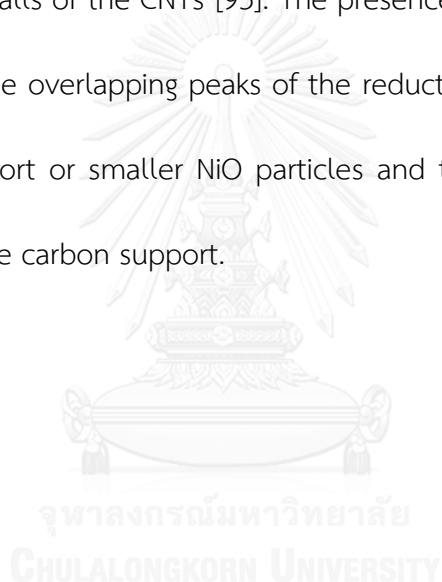 alls of the CNTs [95]. The presence
e overlapping peaks of the reduct
ort or smaller NiO particles and t
e carbon support.
จุฬาลงกรณ์มหาวิทยาลัย
CHULALONGKORN UNIVERSITY